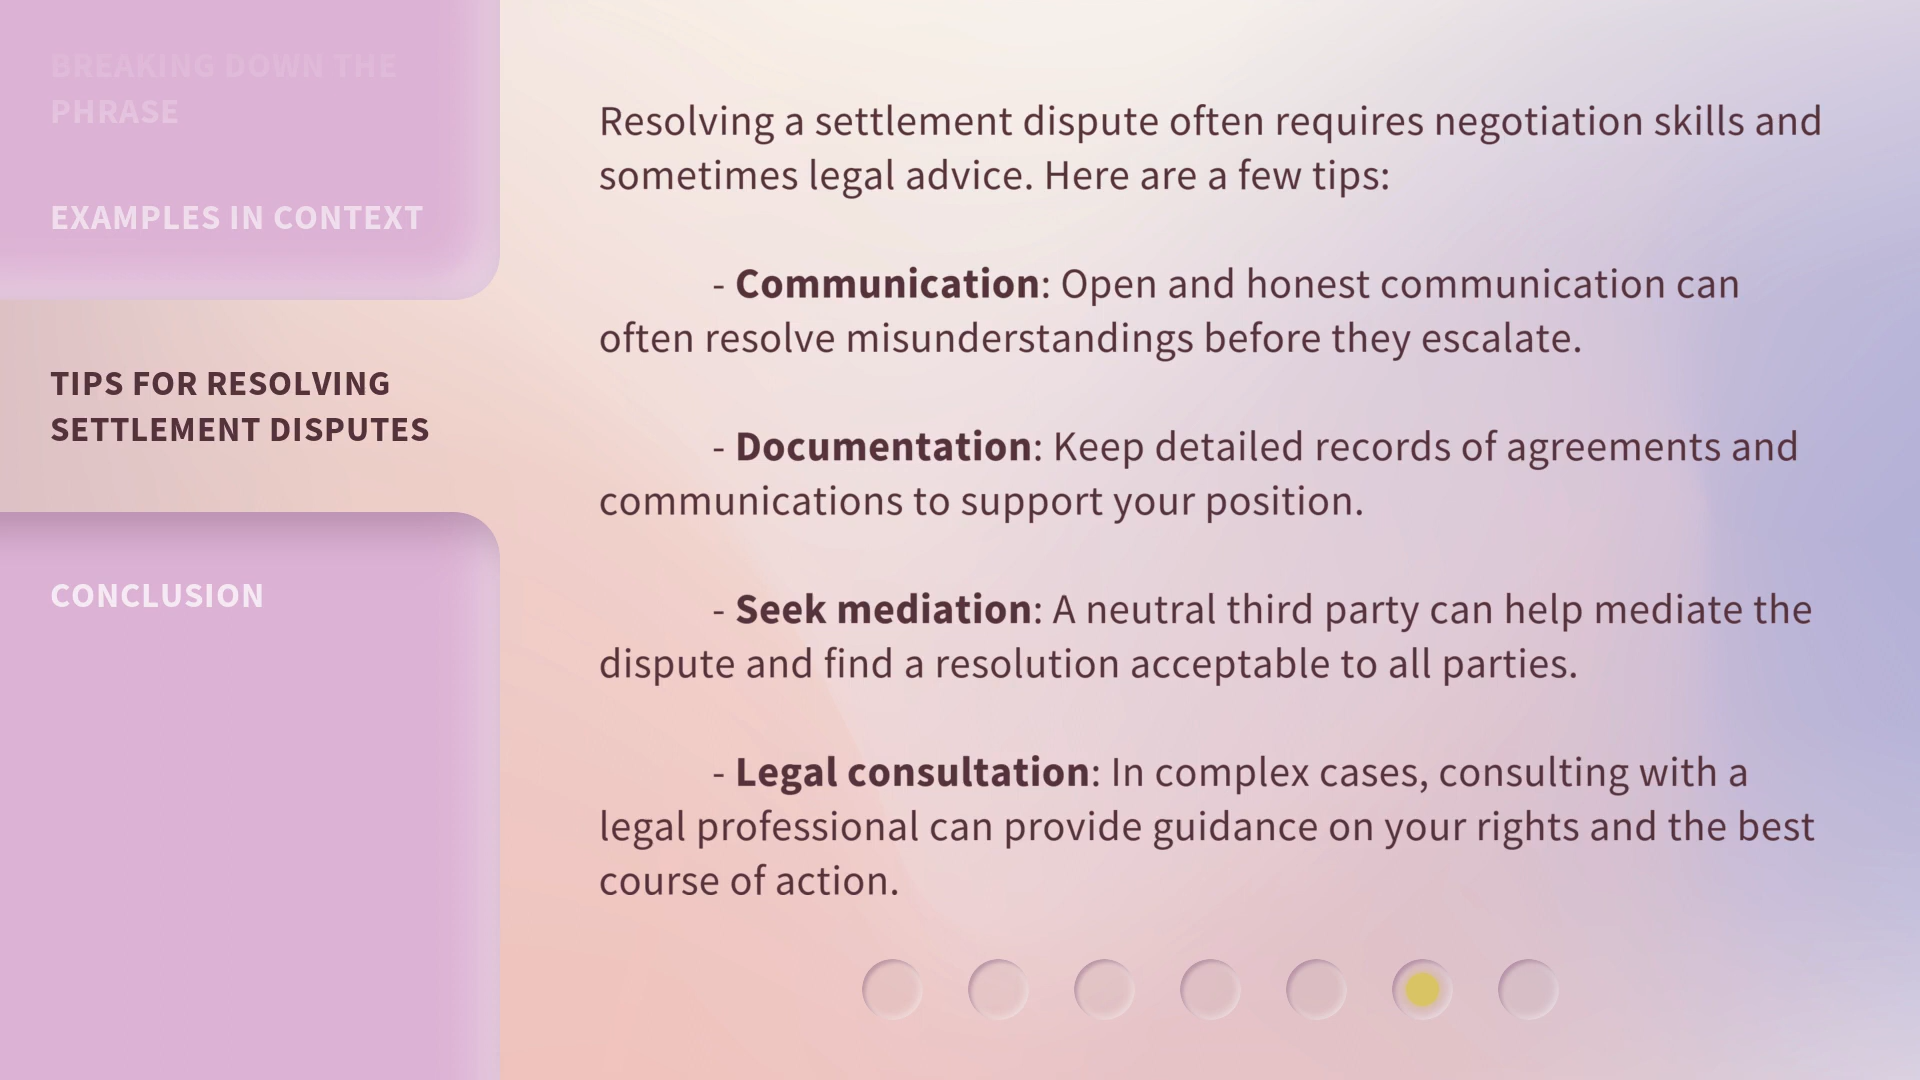 BREAKING DOWN THE
PHRASE
EXAMPLES IN CONTEXT
TIPS FOR RESOLVING
SETTLEMENT DISPUTES
CONCLUSION
Resolving a settlement dispute often requires negotiation skills and
sometimes legal advice. Here are a few tips:
- Communication: Open and honest communication can
often resolve misunderstandings before they escalate.
- Documentation: Keep detailed records of agreements and
communications to support your position.
- Seek mediation: A neutral third party can help mediate the
dispute and find a resolution acceptable to all parties.
- Legal consultation: In complex cases, consulting with a
legal professional can provide guidance on your rights and the best
course of action.